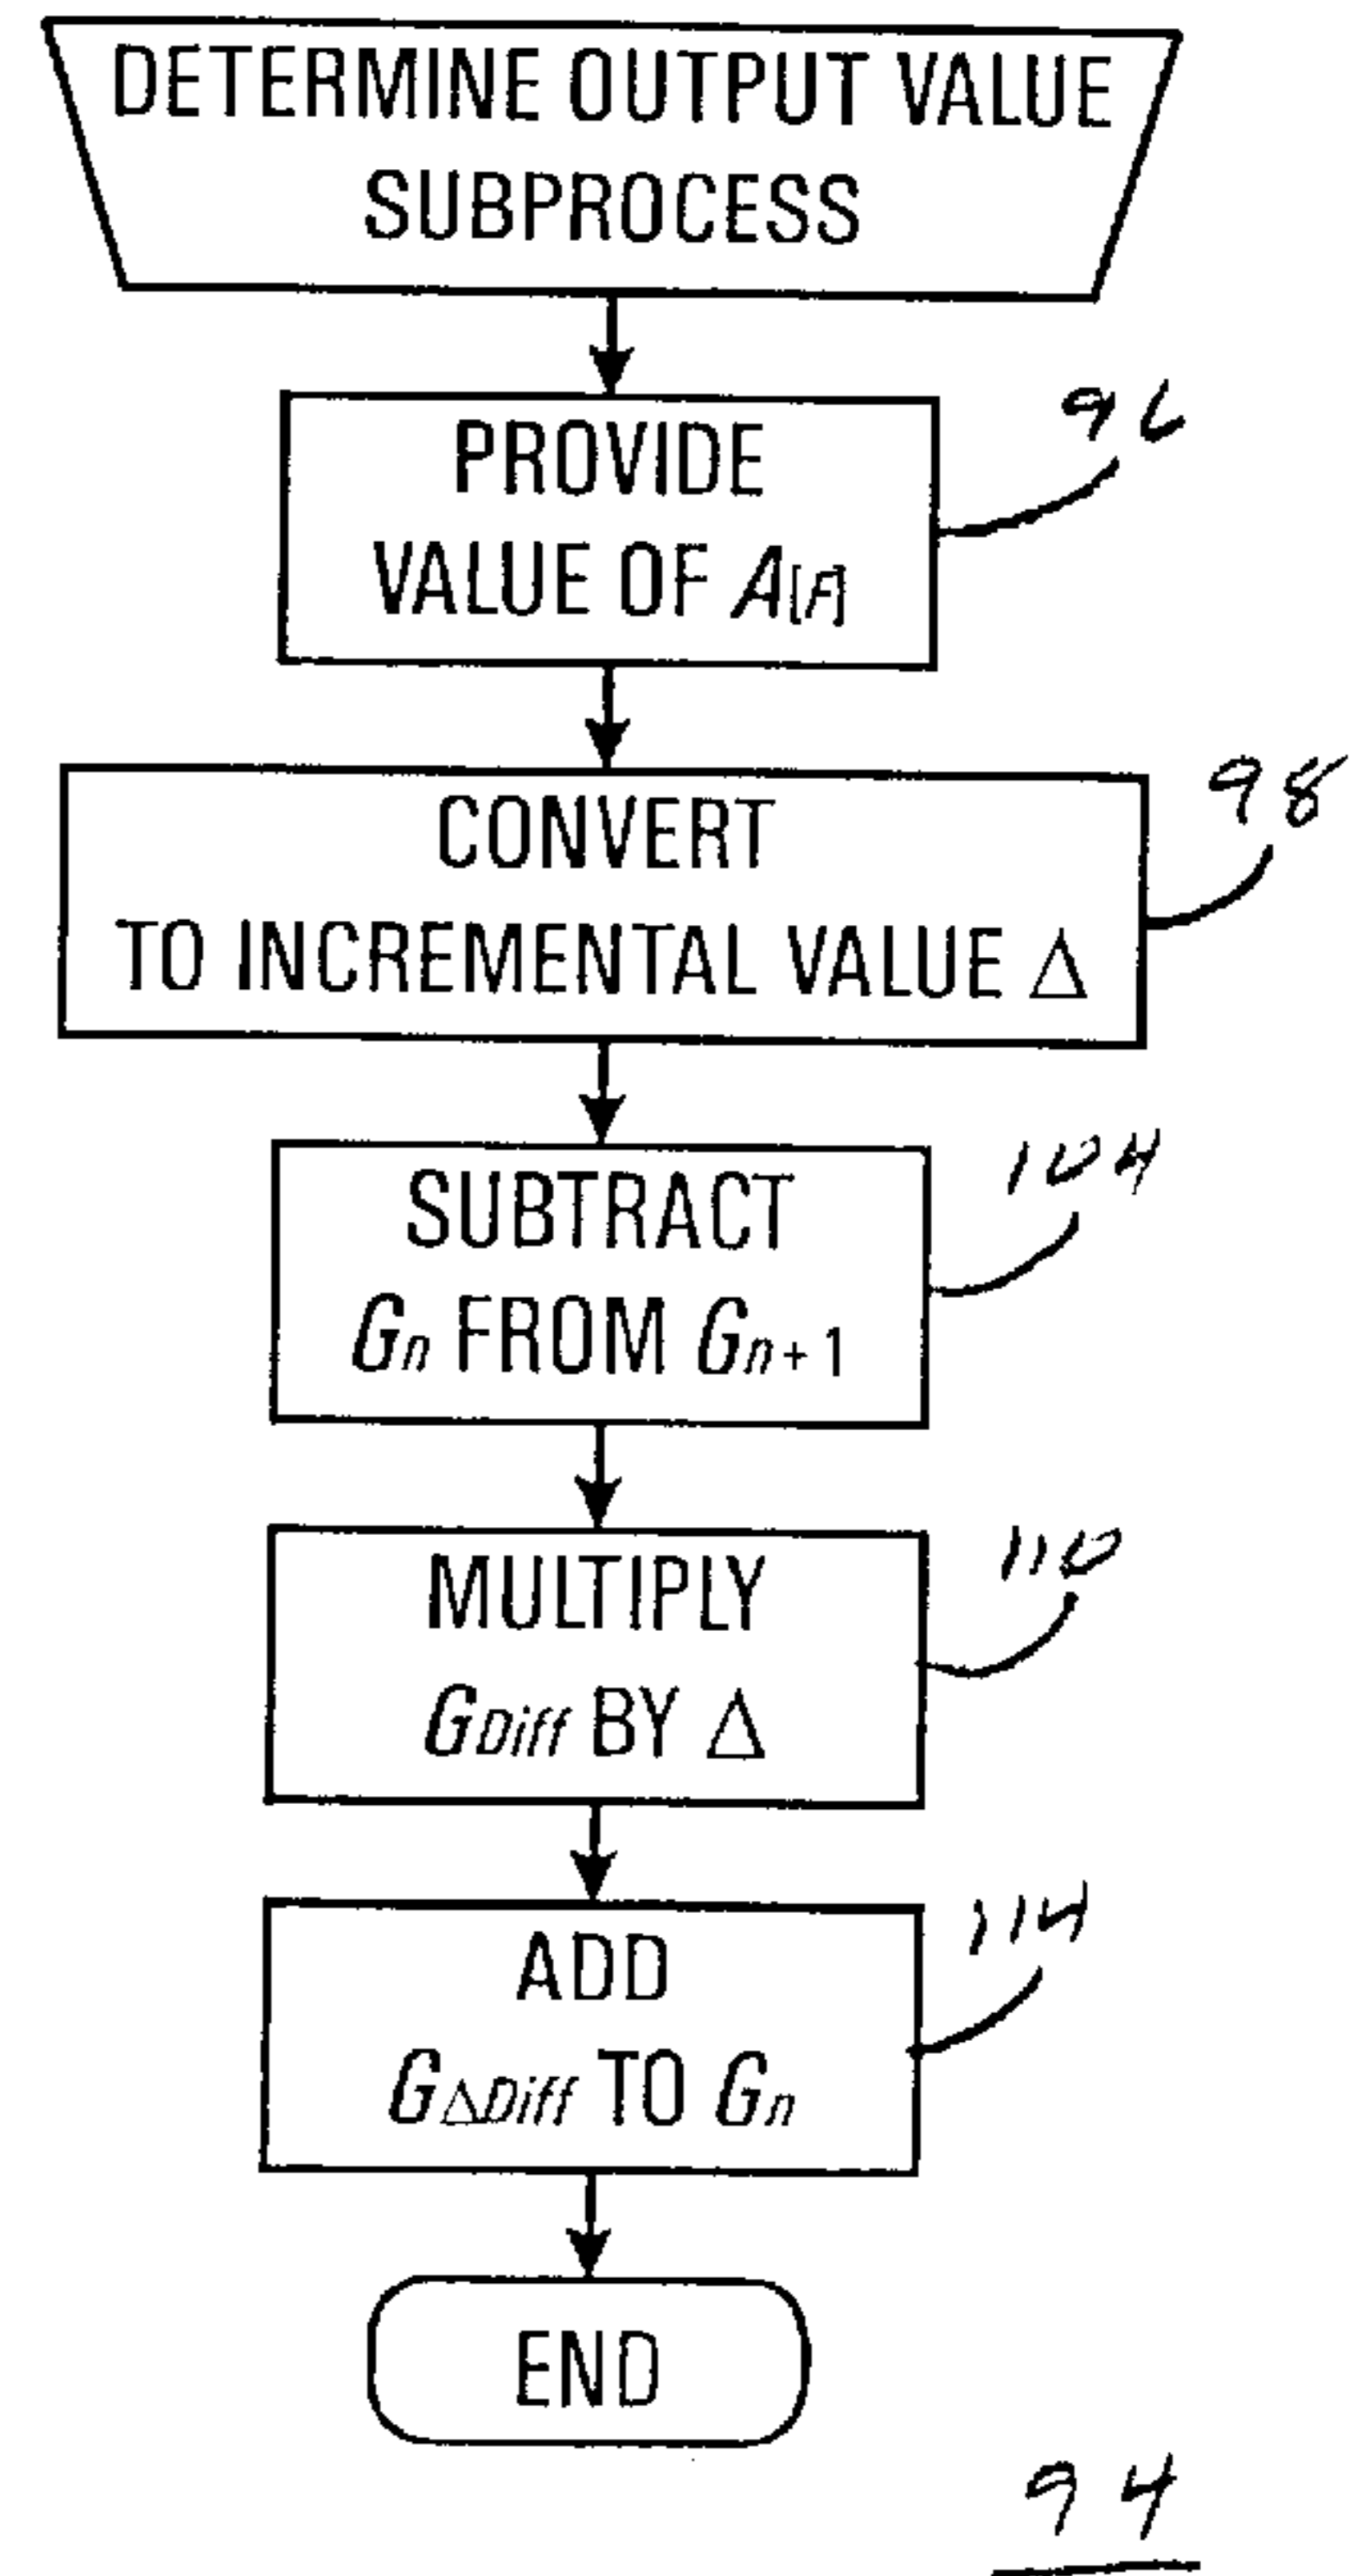 DETERMINE OUTPUT VALUE
SUBPROCESS
PROVIDE
VALUE OF A[F]
96
CONVERT
TO INCREMENTAL VALUE Δ
98
SUBTRACT
Gn FROM Gn+1
104
MULTIPLY
GDiff BY Δ
110
ADD
GΔDiff TO Gn
114
END
94